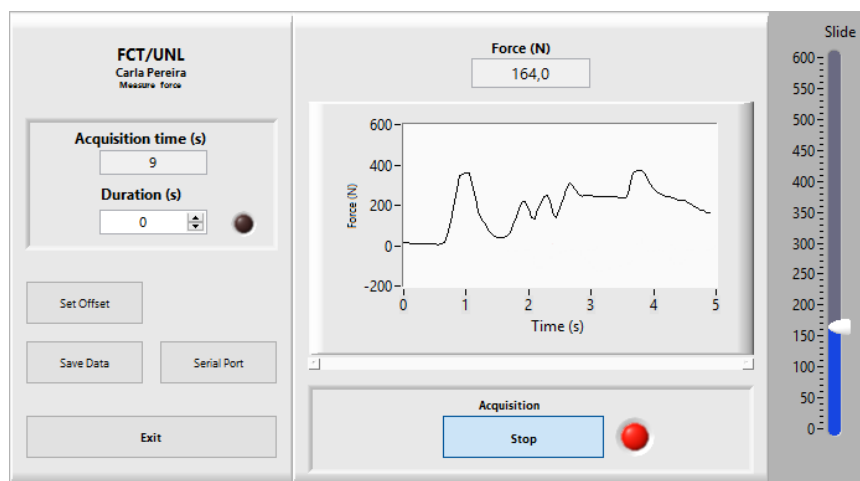 FCT/UNL
Carla Pereira
Measure force
Acquisition time (s)
9
Duration (s)
0
Set Offset
Save Data
Serial Port
Exit
Force (N)
164,0
Force (N)
600
400
200
0
-200
0 1 2 3 4 5
Time (s)
Acquisition
Stop
Slide
600
550
500
450
400
350
300
250
200
150
100
50
0